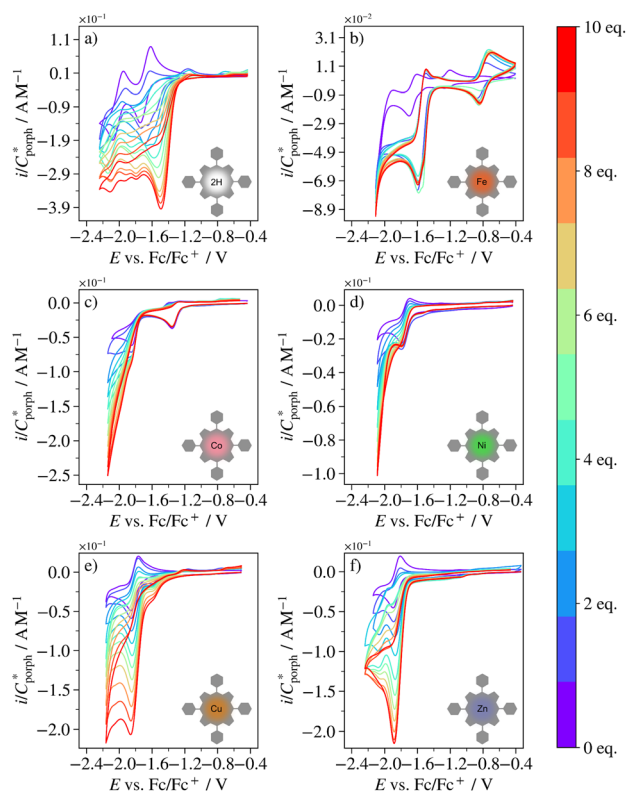 ×10⁻¹
a)
1.1
0.1
−0.9
−1.9
−2.9
−3.9
i/C*porph / AM⁻¹
2H
−2.4 −2.0 −1.6 −1.2 −0.8 −0.4
E vs. Fc/Fc⁺ / V
×10⁻²
b)
3.1
1.1
−0.9
−2.9
−4.9
−6.9
−8.9
i/C*porph / AM⁻¹
Fe
−2.4 −2.0 −1.6 −1.2 −0.8 −0.4
E vs. Fc/Fc⁺ / V
×10⁻¹
c)
0.0
−0.5
−1.0
−1.5
−2.0
−2.5
i/C*porph / AM⁻¹
Co
−2.4 −2.0 −1.6 −1.2 −0.8 −0.4
E vs. Fc/Fc⁺ / V
×10⁻¹
d)
0.0
−0.2
−0.4
−0.6
−0.8
−1.0
i/C*porph / AM⁻¹
Ni
−2.4 −2.0 −1.6 −1.2 −0.8 −0.4
E vs. Fc/Fc⁺ / V
×10⁻¹
e)
0.0
−0.5
−1.0
−1.5
−2.0
i/C*porph / AM⁻¹
Cu
−2.4 −2.0 −1.6 −1.2 −0.8 −0.4
E vs. Fc/Fc⁺ / V
×10⁻¹
f)
0.0
−0.5
−1.0
−1.5
−2.0
i/C*porph / AM⁻¹
Zn
−2.4 −2.0 −1.6 −1.2 −0.8 −0.4
E vs. Fc/Fc⁺ / V
10 eq.
8 eq.
6 eq.
4 eq.
2 eq.
0 eq.